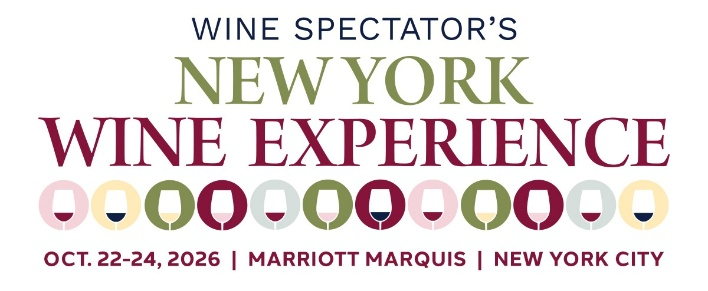 WINE SPECTATOR'S
NEW YORK
WINE EXPERIENCE
OCT. 22-24, 2026 | MARRIOTT MARQUIS | NEW YORK CITY